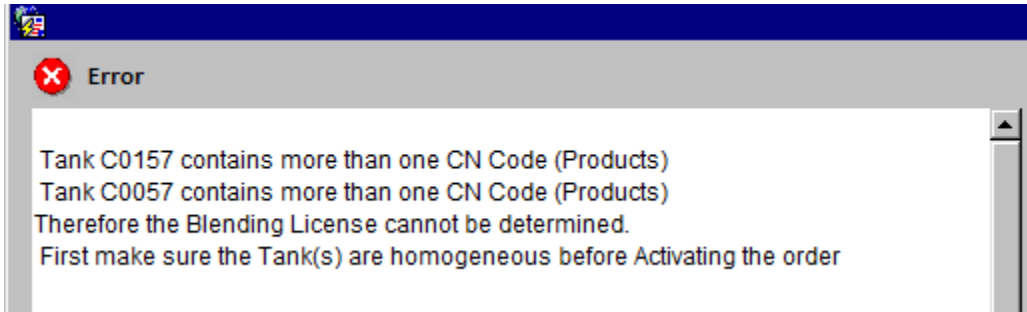 Error
Tank C0157 contains more than one CN Code (Products)
Tank C0057 contains more than one CN Code (Products)
Therefore the Blending License cannot be determined.
First make sure the Tank(s) are homogeneous before Activating the order